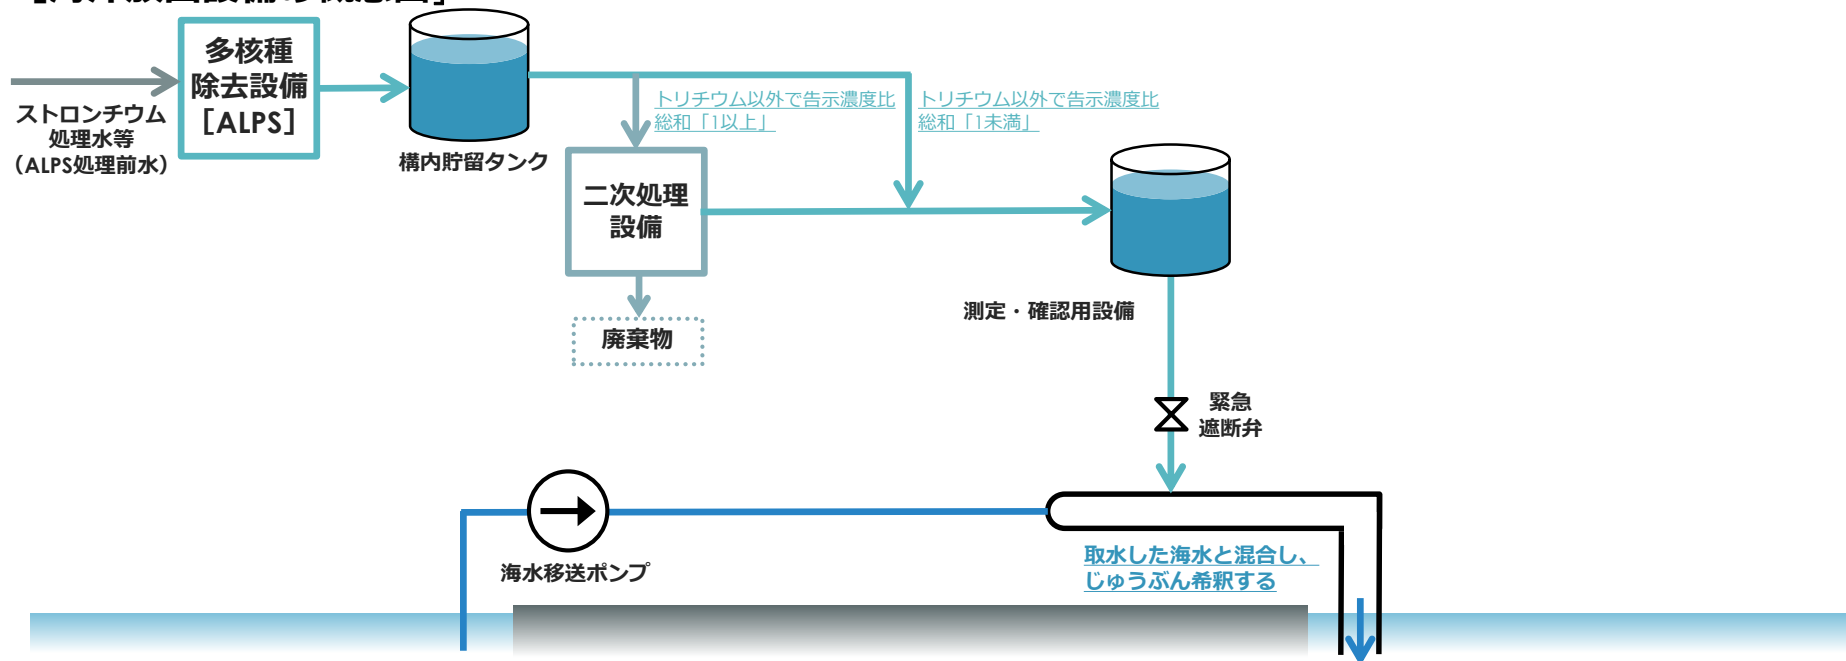 多核種
除去設備
[ALPS]
ストロンチウム
処理水等
（ALPS処理前水）
構内貯留タンク
トリチウム以外で告示濃度比
総和「1以上」
トリチウム以外で告示濃度比
総和「1未満」
二次処理
設備
廃棄物
測定・確認用設備
緊急
遮断弁
海水移送ポンプ
取水した海水と混合し、
じゅうぶん希釈する